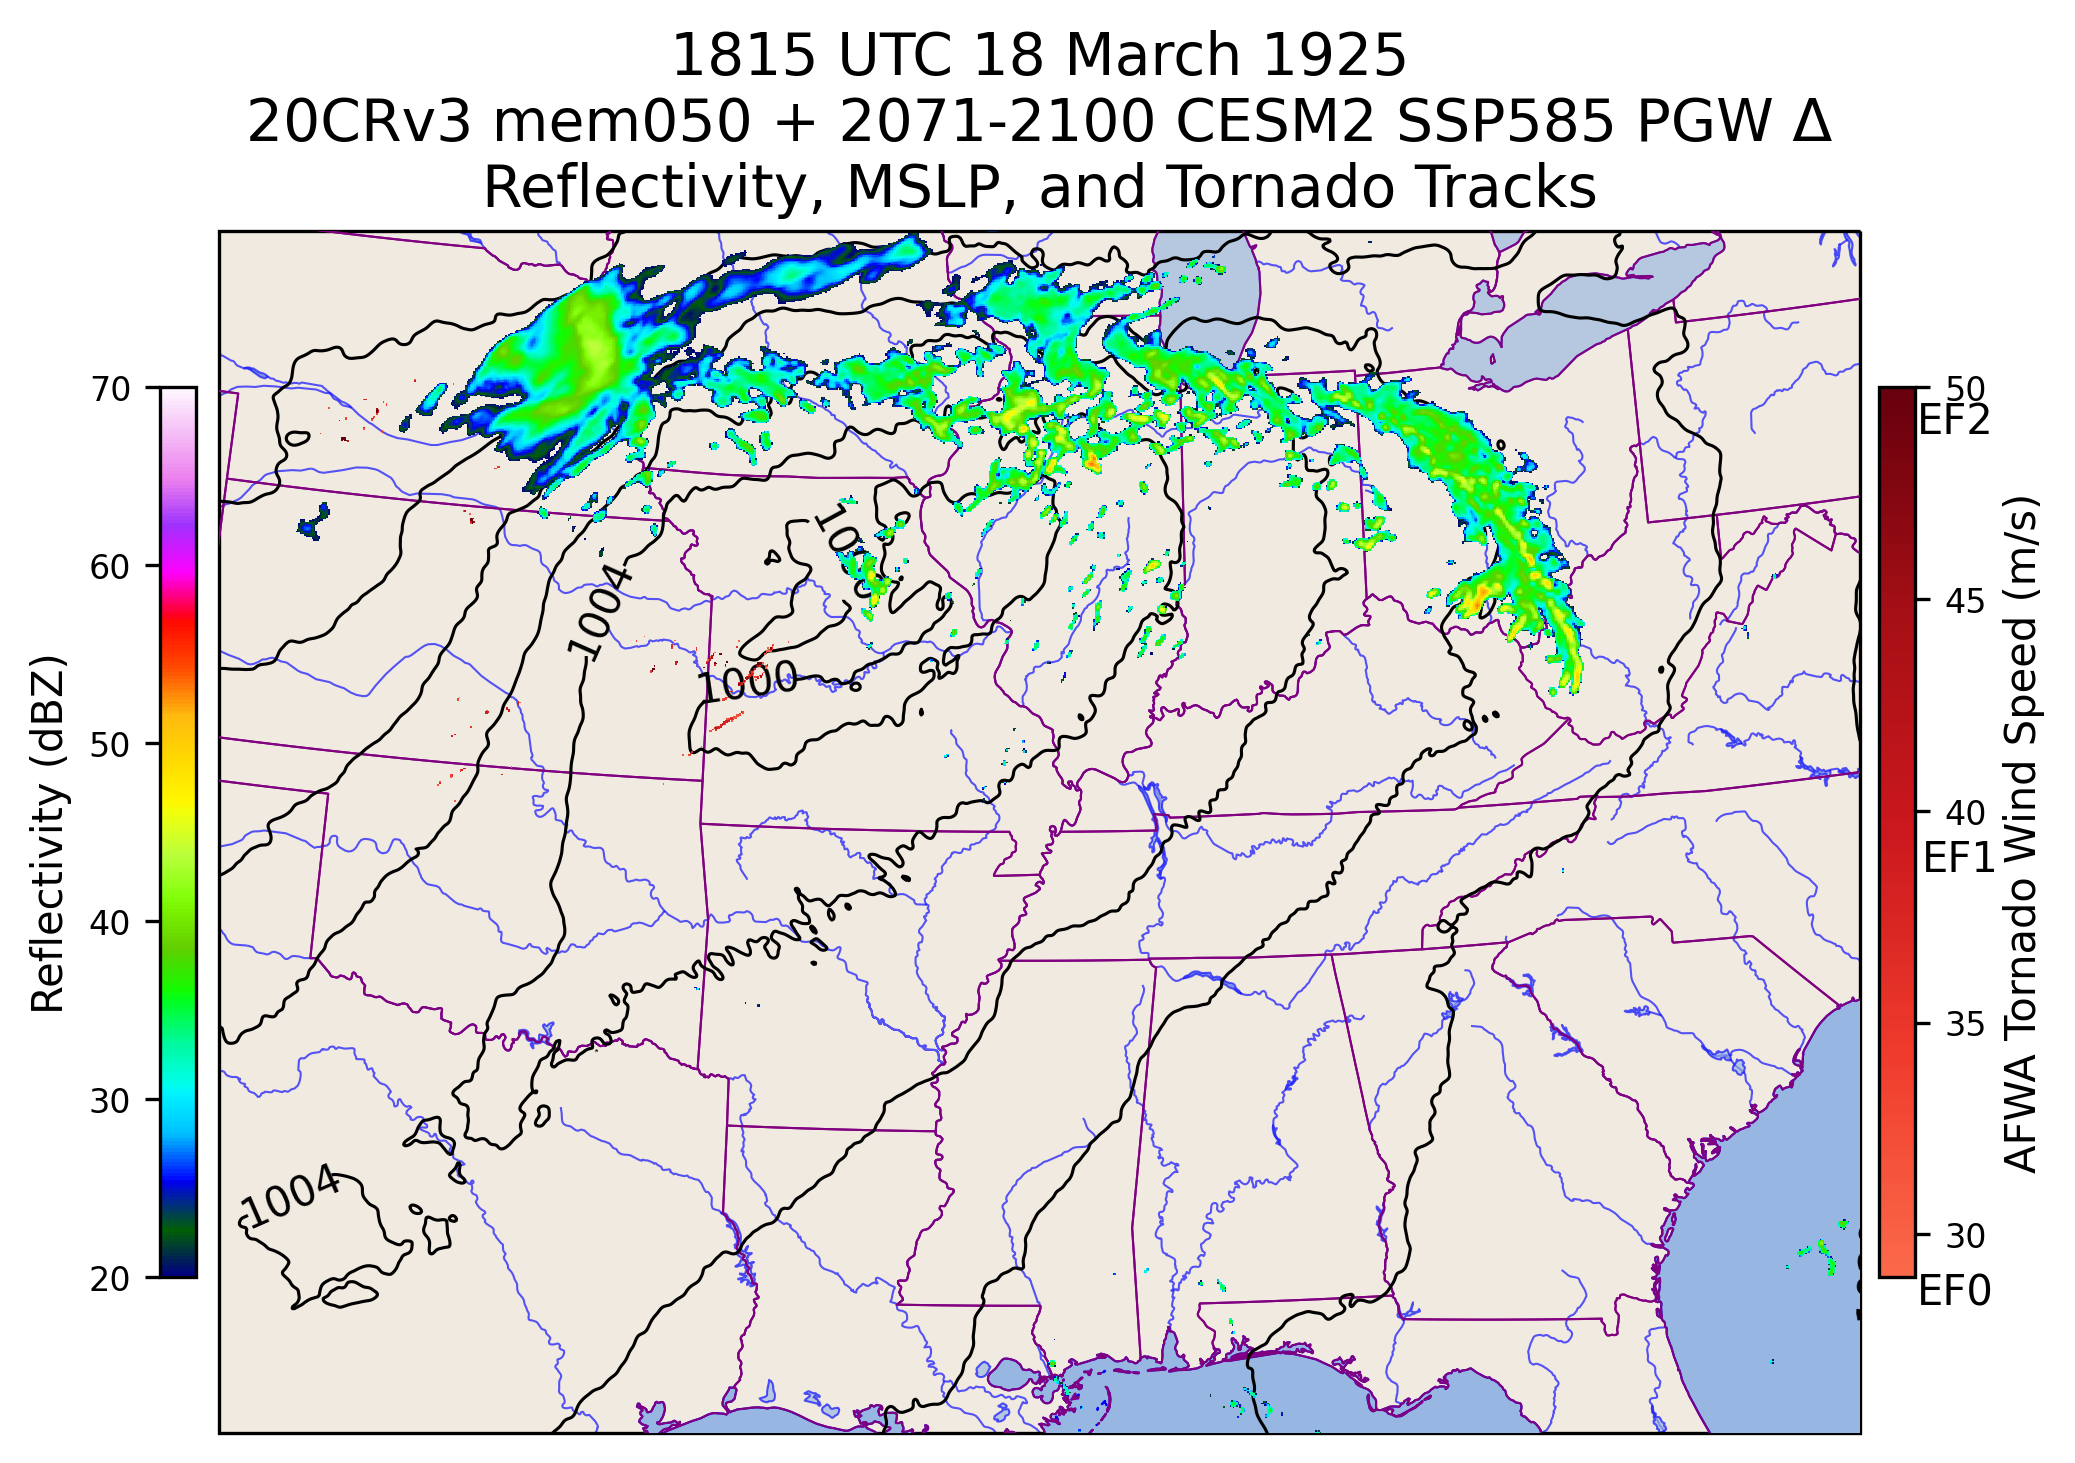 1815 UTC 18 March 1925
20CRv3 mem050 + 2071-2100 CESM2 SSP585 PGW Δ
Reflectivity, MSLP, and Tornado Tracks
70
60
50
40
30
20
Reflectivity (dBZ)
1004
1000
1004
50
EF2
45
40
EF1
35
30
EF0
AFWA Tornado Wind Speed (m/s)